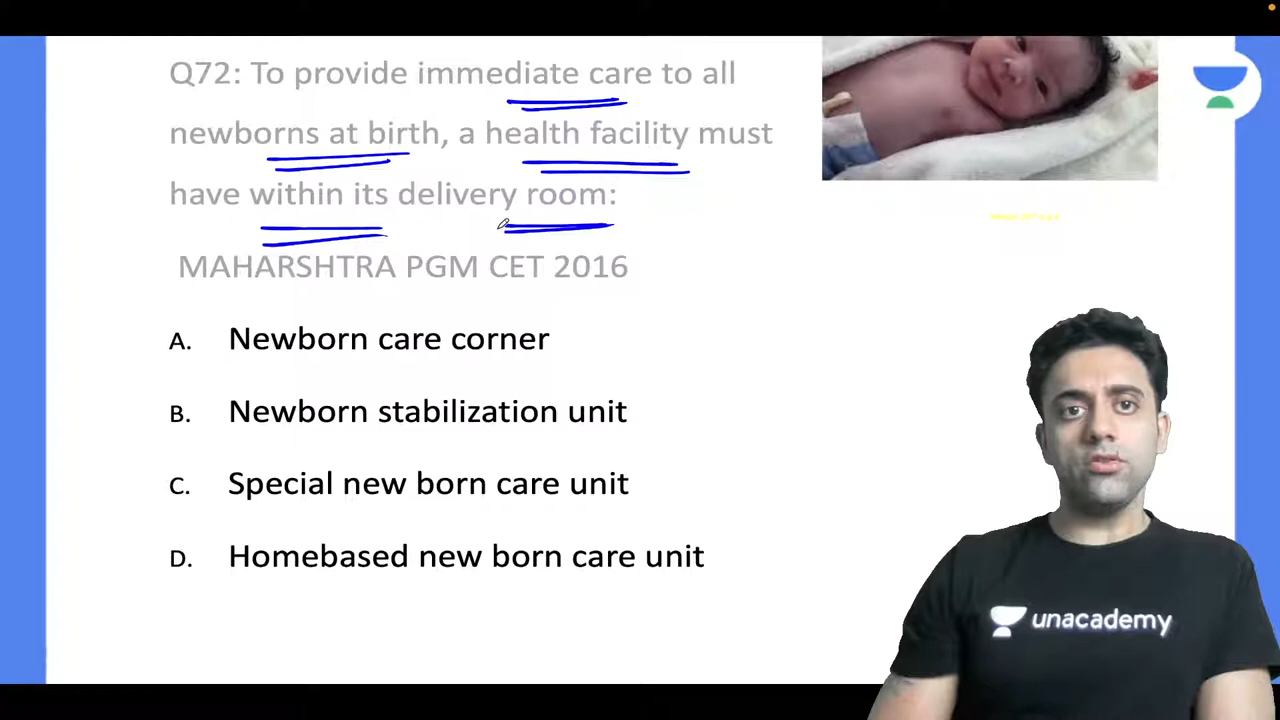 Q72: To provide immediate care to all
newborns at birth, a health facility must
have within its delivery room:
MAHARSHTRA PGM CET 2016
A. Newborn care corner
B. Newborn stabilization unit
C. Special new born care unit
D. Homebased new born care unit
unacademy